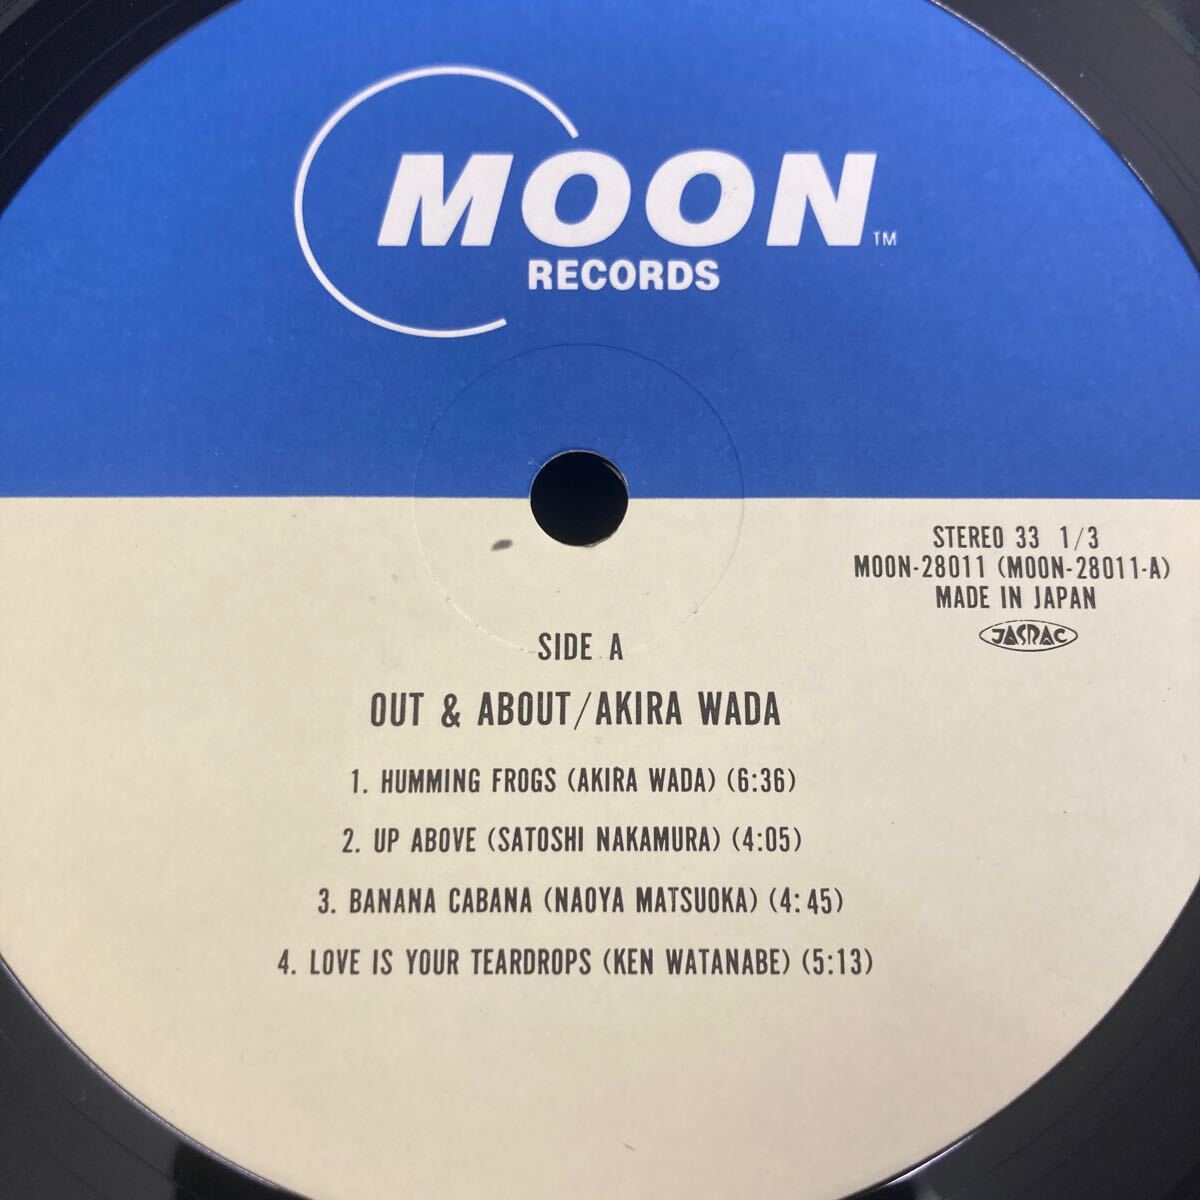 MOON™
RECORDS
STEREO 33 1/3
MOON-28011 (MOON-28011-A)
MADE IN JAPAN
JASRAC
SIDE A
OUT & ABOUT/AKIRA WADA
1. HUMMING FROGS (AKIRA WADA) (6:36)
2. UP ABOVE (SATOSHI NAKAMURA) (4:05)
3. BANANA CABANA (NAOYA MATSUOKA) (4:45)
4. LOVE IS YOUR TEARDROPS (KEN WATANABE) (5:13)